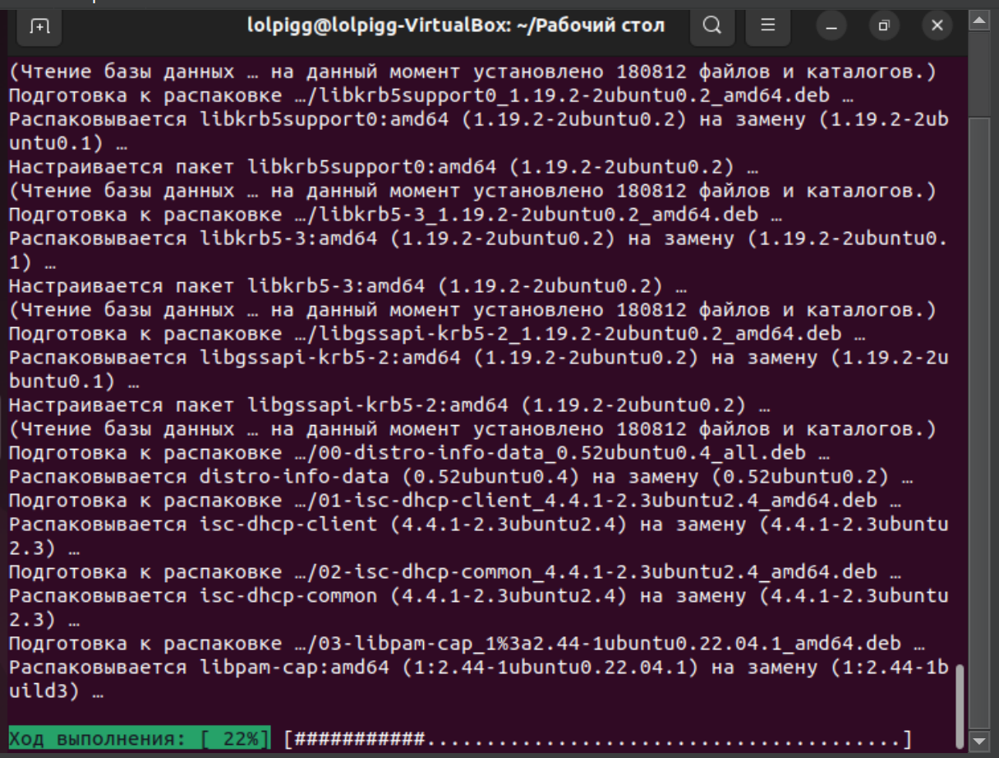 lolpigg@lolpigg-VirtualBox: ~/Рабочий стол
(Чтение базы данных … на данный момент установлено 180812 файлов и каталогов.)
Подготовка к распаковке …/libkrb5support0_1.19.2-2ubuntu0.2_amd64.deb …
Распаковывается libkrb5support0:amd64 (1.19.2-2ubuntu0.2) на замену (1.19.2-2ub
untu0.1) …
Настраивается пакет libkrb5support0:amd64 (1.19.2-2ubuntu0.2) …
(Чтение базы данных … на данный момент установлено 180812 файлов и каталогов.)
Подготовка к распаковке …/libkrb5-3_1.19.2-2ubuntu0.2_amd64.deb …
Распаковывается libkrb5-3:amd64 (1.19.2-2ubuntu0.2) на замену (1.19.2-2ubuntu0.
1) …
Настраивается пакет libkrb5-3:amd64 (1.19.2-2ubuntu0.2) …
(Чтение базы данных … на данный момент установлено 180812 файлов и каталогов.)
Подготовка к распаковке …/libgssapi-krb5-2_1.19.2-2ubuntu0.2_amd64.deb …
Распаковывается libgssapi-krb5-2:amd64 (1.19.2-2ubuntu0.2) на замену (1.19.2-2u
buntu0.1) …
Настраивается пакет libgssapi-krb5-2:amd64 (1.19.2-2ubuntu0.2) …
(Чтение базы данных … на данный момент установлено 180812 файлов и каталогов.)
Подготовка к распаковке …/00-distro-info-data_0.52ubuntu0.4_all.deb …
Распаковывается distro-info-data (0.52ubuntu0.4) на замену (0.52ubuntu0.2) …
Подготовка к распаковке …/01-isc-dhcp-client_4.4.1-2.3ubuntu2.4_amd64.deb …
Распаковывается isc-dhcp-client (4.4.1-2.3ubuntu2.4) на замену (4.4.1-2.3ubuntu
2.3) …
Подготовка к распаковке …/02-isc-dhcp-common_4.4.1-2.3ubuntu2.4_amd64.deb …
Распаковывается isc-dhcp-common (4.4.1-2.3ubuntu2.4) на замену (4.4.1-2.3ubuntu
2.3) …
Подготовка к распаковке …/03-libpam-cap_1%3a2.44-1ubuntu0.22.04.1_amd64.deb …
Распаковывается libpam-cap:amd64 (1:2.44-1ubuntu0.22.04.1) на замену (1:2.44-1b
uild3) …
Ход выполнения: [ 22%] [###########........................................]